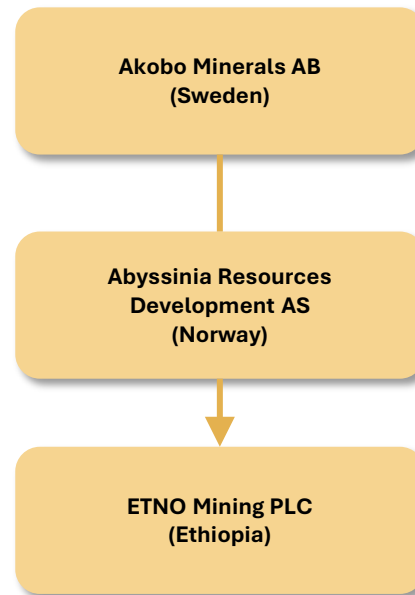 Akobo Minerals AB
(Sweden)
Abyssinia Resources
Development AS
(Norway)
ETNO Mining PLC
(Ethiopia)